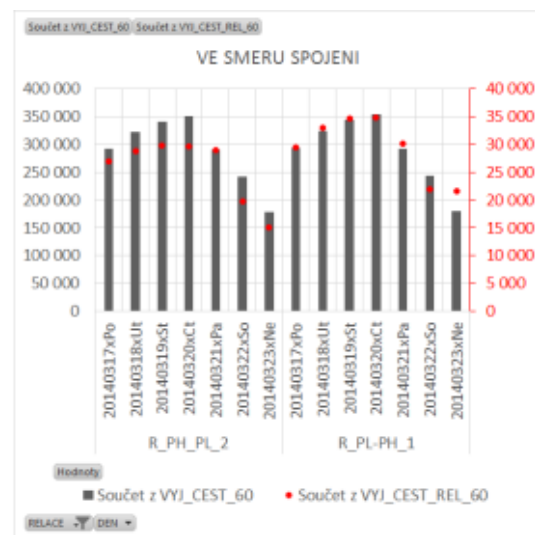 Součet z VYJ_CEST_60 Součet z VYJ_CEST_REL_60
VE SMERU SPOJENI
400 000
350 000
300 000
250 000
200 000
150 000
100 000
50 000
0
40 000
35 000
30 000
25 000
20 000
15 000
10 000
5 000
0
20140317xPo
20140318xUt
20140319xSt
20140320xCt
20140321xPa
20140322xSo
20140323xNe
20140317xPo
20140318xUt
20140319xSt
20140320xCt
20140321xPa
20140322xSo
20140323xNe
R_PH_PL_2
R_PL-PH_1
Hodnoty
Součet z VYJ_CEST_60
Součet z VYJ_CEST_REL_60
RELACE DEN